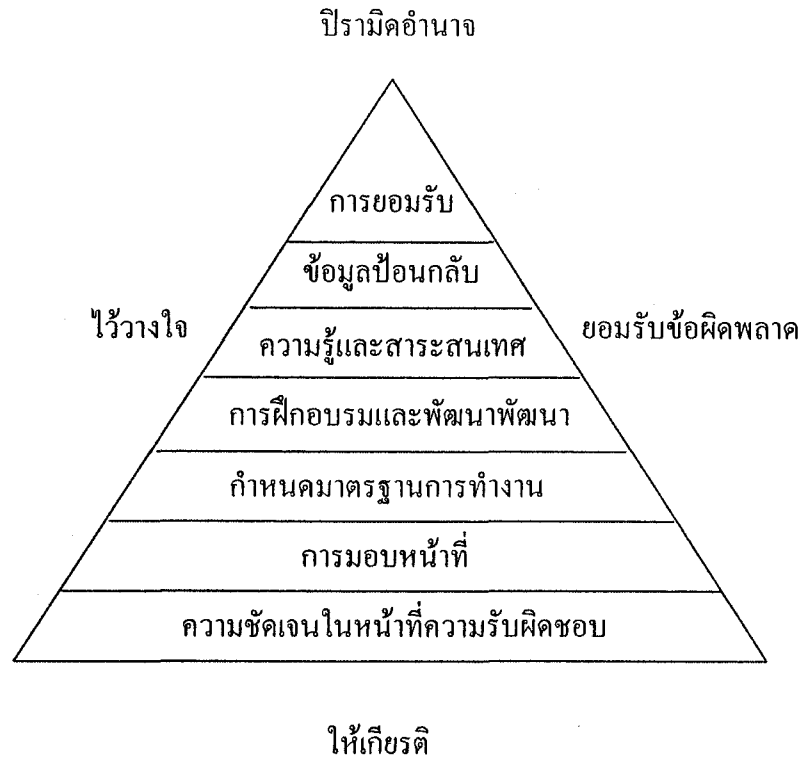 ปิรามิดอำนาจ
การยอมรับ
ข้อมูลป้อนกลับ
ไว้วางใจ
ยอมรับข้อผิดพลาด
ความรู้และสาระสนเทศ
การฝึกอบรมและพัฒนาพัฒนา
กำหนดมาตรฐานการทำงาน
การมอบหน้าที่
ความชัดเจนในหน้าที่ความรับผิดชอบ
ให้เกียรติ